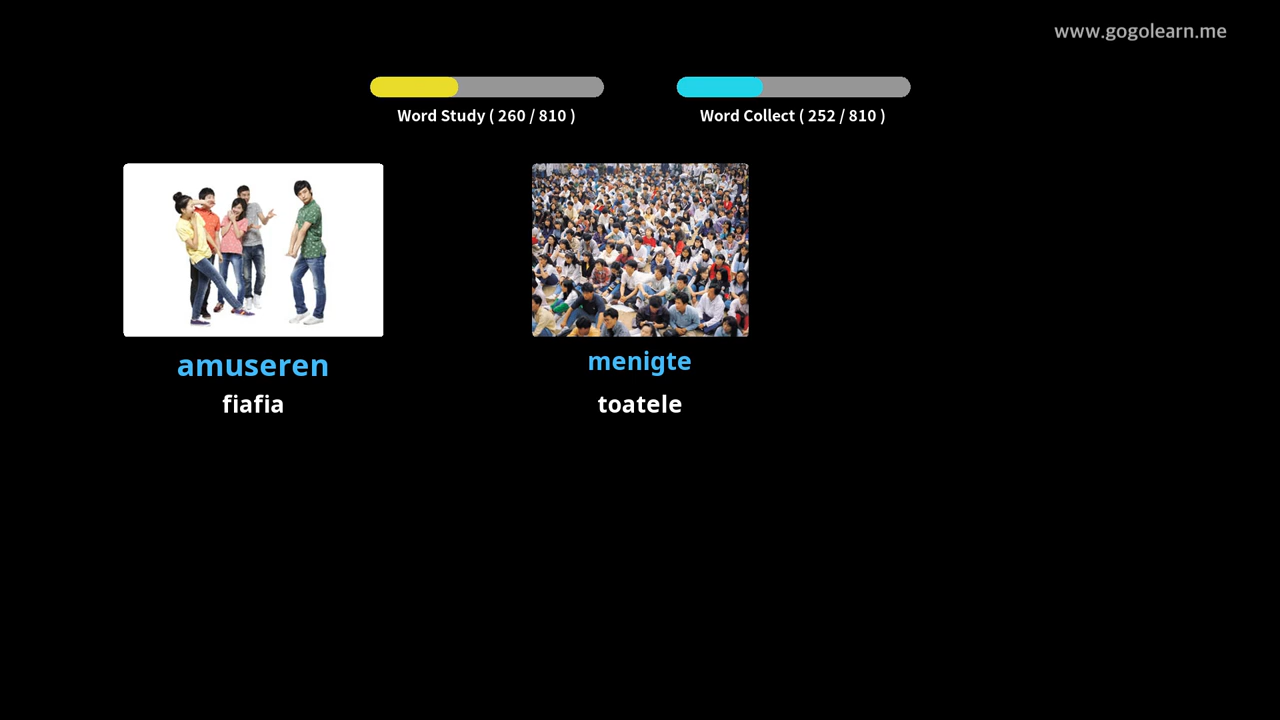 www.gogolearn.me
Word Study ( 260 / 810 )
Word Collect ( 252 / 810 )
amuseren
fiafia
menigte
toatele